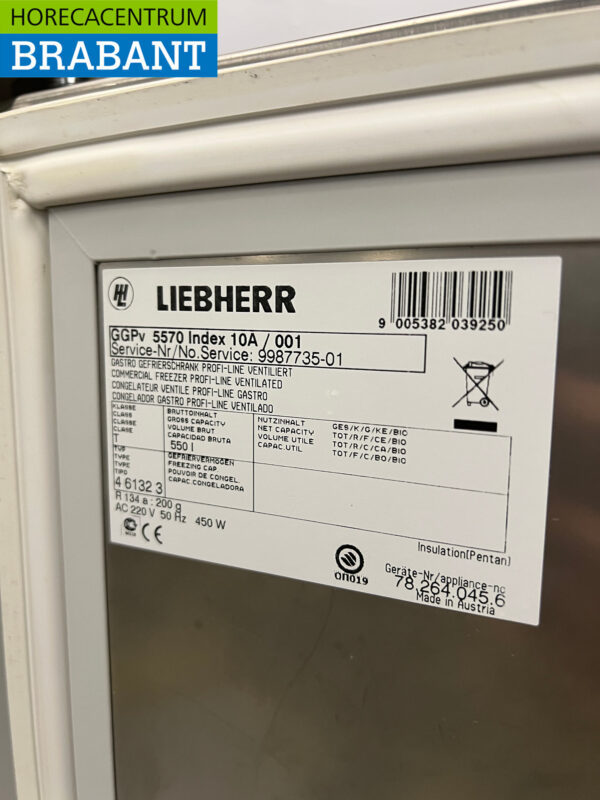 HORECACENTRUM
BRABANT
LIEBHERR
9 005382 039250
GGPv 5570 Index 10A / 001
Service-Nr/No.Service: 9987735-01
GASTRO GEFRIERSCHRANK PROFI-LINE VENTILIERT
COMMERCIAL FREEZER PROFI-LINE VENTILATED
CONGELATEUR VENTILE PROFI-LINE GASTRO
CONGELADOR GASTRO PROFI-LINE VENTILADO
KLASSE BRUTTOINHALT NUTZINHALT GES/K/G/KE/BIO
CLASS GROSS CAPACITY NET CAPACITY TOT/R/F/CE/BIO
CLASSE VOLUME BRUT VOLUME UTILE TOT/R/C/CA/BIO
CLASE CAPACIDAD BRUTA CAPAC.UTIL TOT/F/C/BO/BIO
T 550 l
TYP GEFRIERVERMÖGEN
TYPE FREEZING CAP
TYPE POUVOIR DE CONGEL.
TIPO CAPAC.CONGELADORA
4 6132 3
R 134 a : 200 g
AC 220 V 50 Hz 450 W
CE
Insulation(Pentan)
ОП019
Geräte-Nr/appliance-no
78.264.045.6
Made in Austria